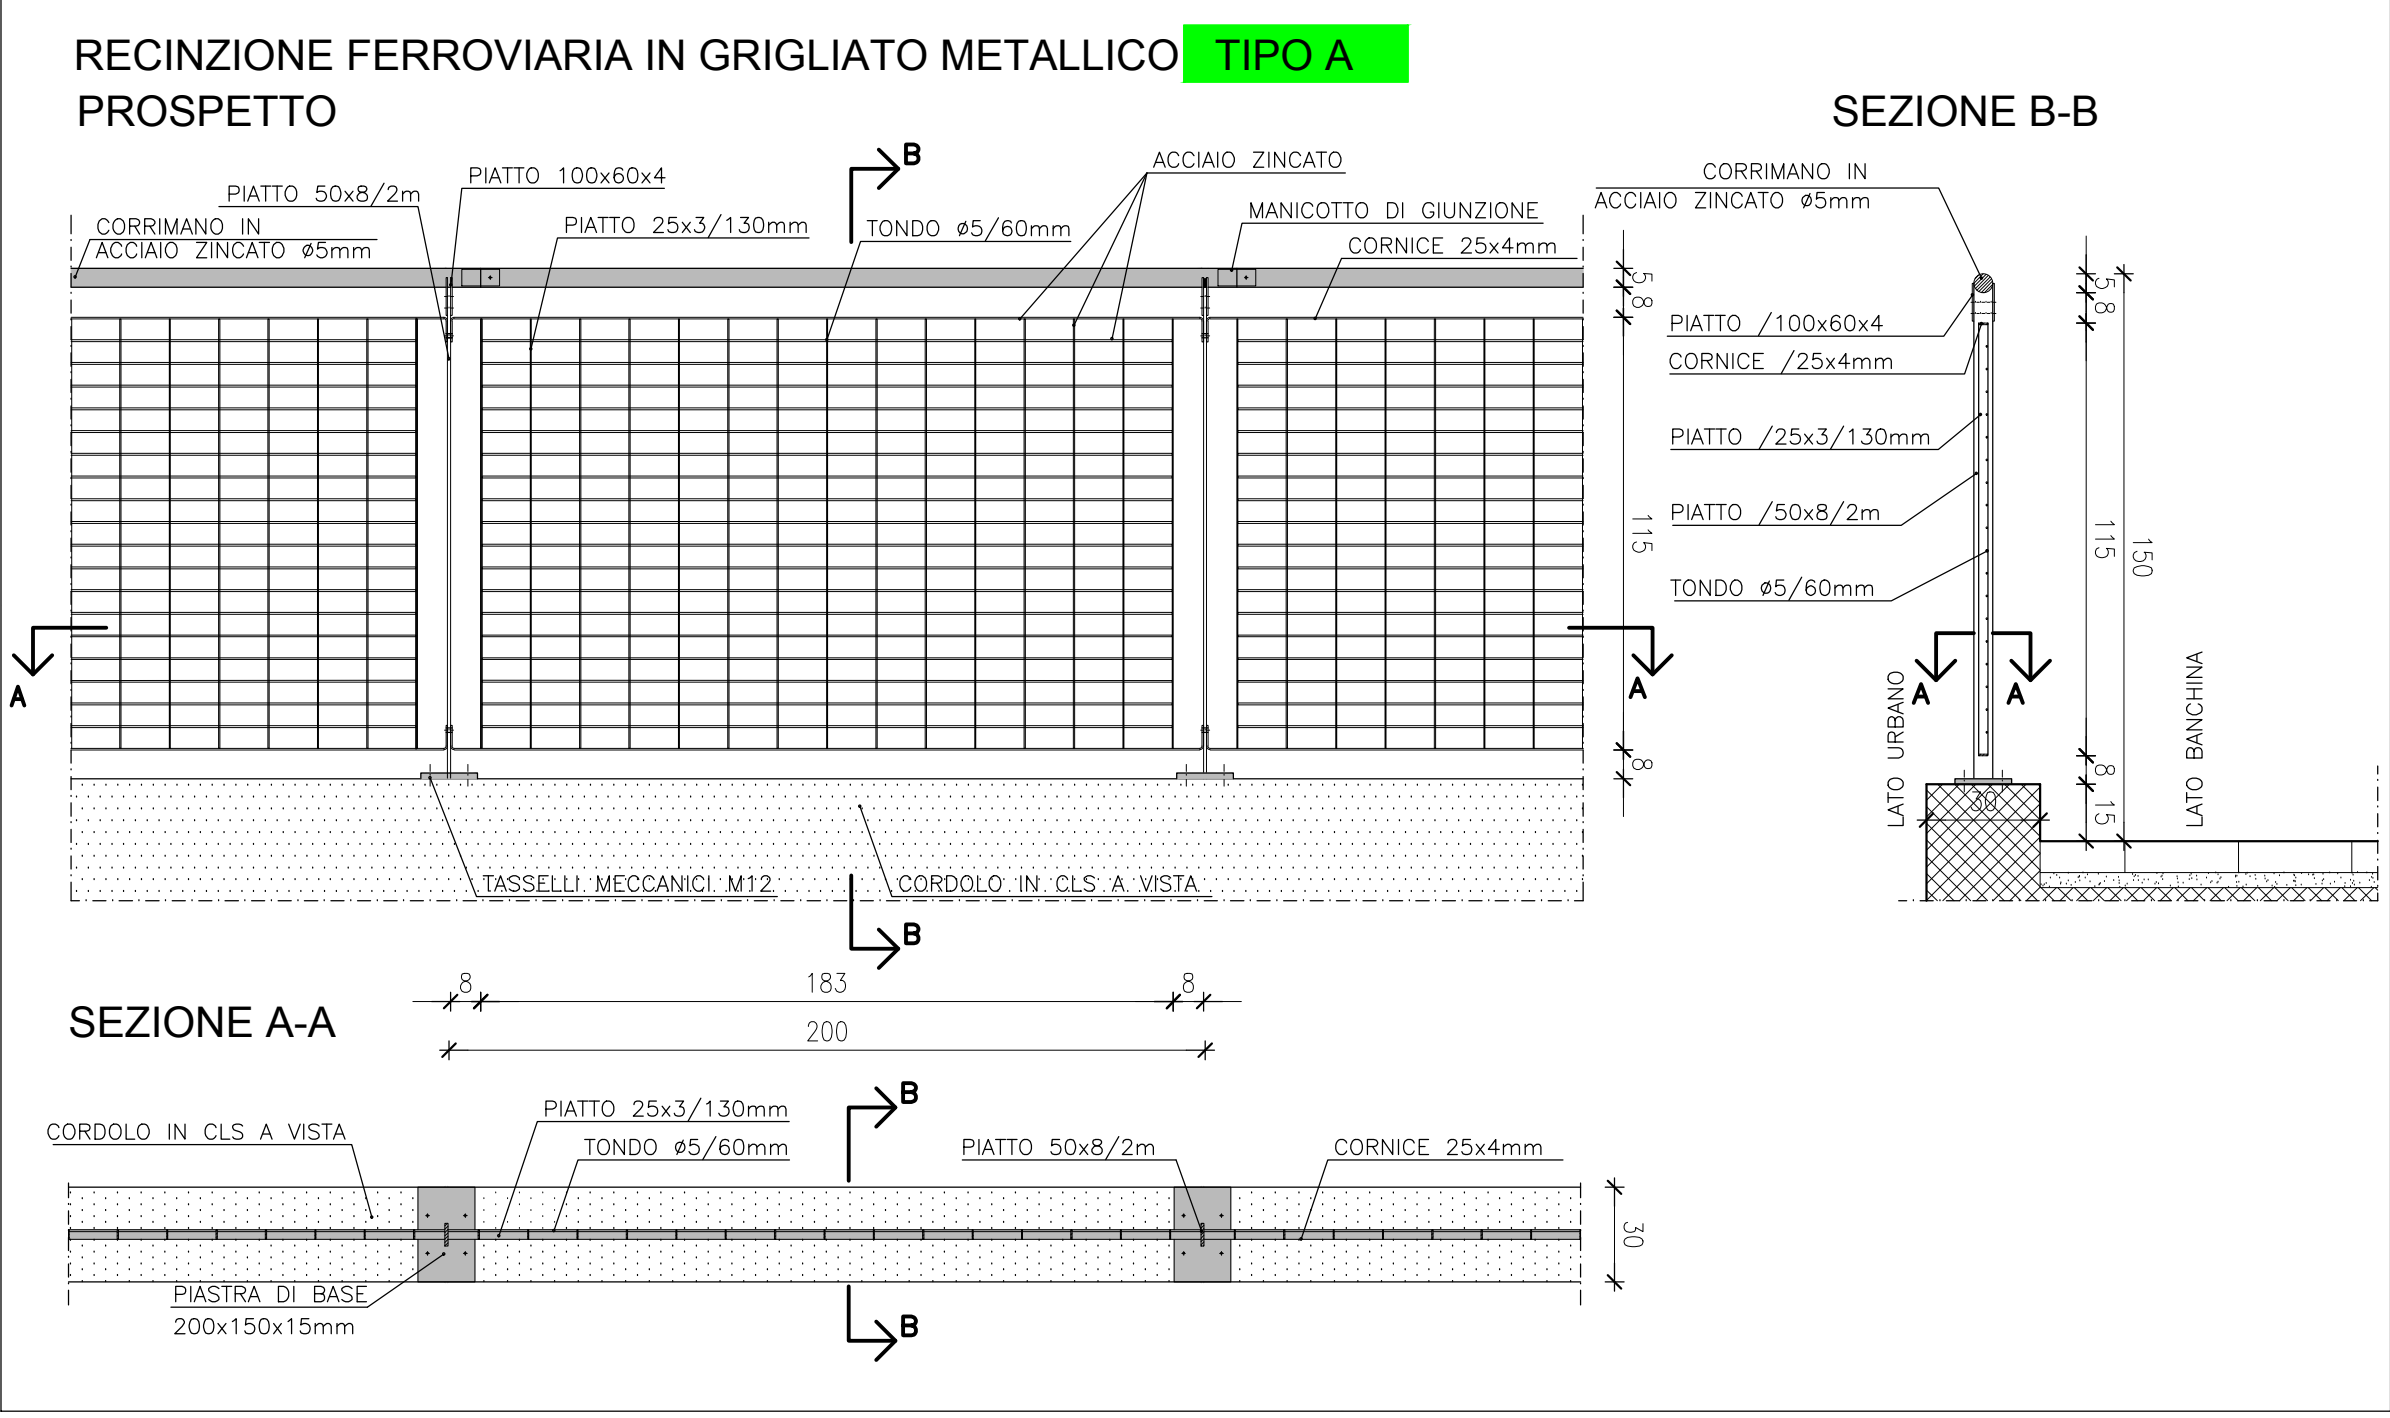 RECINZIONE FERROVIARIA IN GRIGLIATO METALLICO TIPO A
PROSPETTO
SEZIONE B-B
B
PIATTO 50x8/2m
PIATTO 100x60x4
ACCIAIO ZINCATO
CORRIMANO IN
ACCIAIO ZINCATO ø5mm
PIATTO 25x3/130mm
TONDO ø5/60mm
MANICOTTO DI GIUNZIONE
CORNICE 25x4mm
5
8
115
8
A
A
TASSELLI MECCANICI M12
CORDOLO IN CLS A VISTA
B
8
183
8
200
CORRIMANO IN
ACCIAIO ZINCATO ø5mm
PIATTO /100x60x4
CORNICE /25x4mm
PIATTO /25x3/130mm
PIATTO /50x8/2m
TONDO ø5/60mm
A
A
LATO URBANO
LATO BANCHINA
30
5
8
115
8
15
150
SEZIONE A-A
B
CORDOLO IN CLS A VISTA
PIATTO 25x3/130mm
TONDO ø5/60mm
PIATTO 50x8/2m
CORNICE 25x4mm
30
PIASTRA DI BASE
200x150x15mm
B